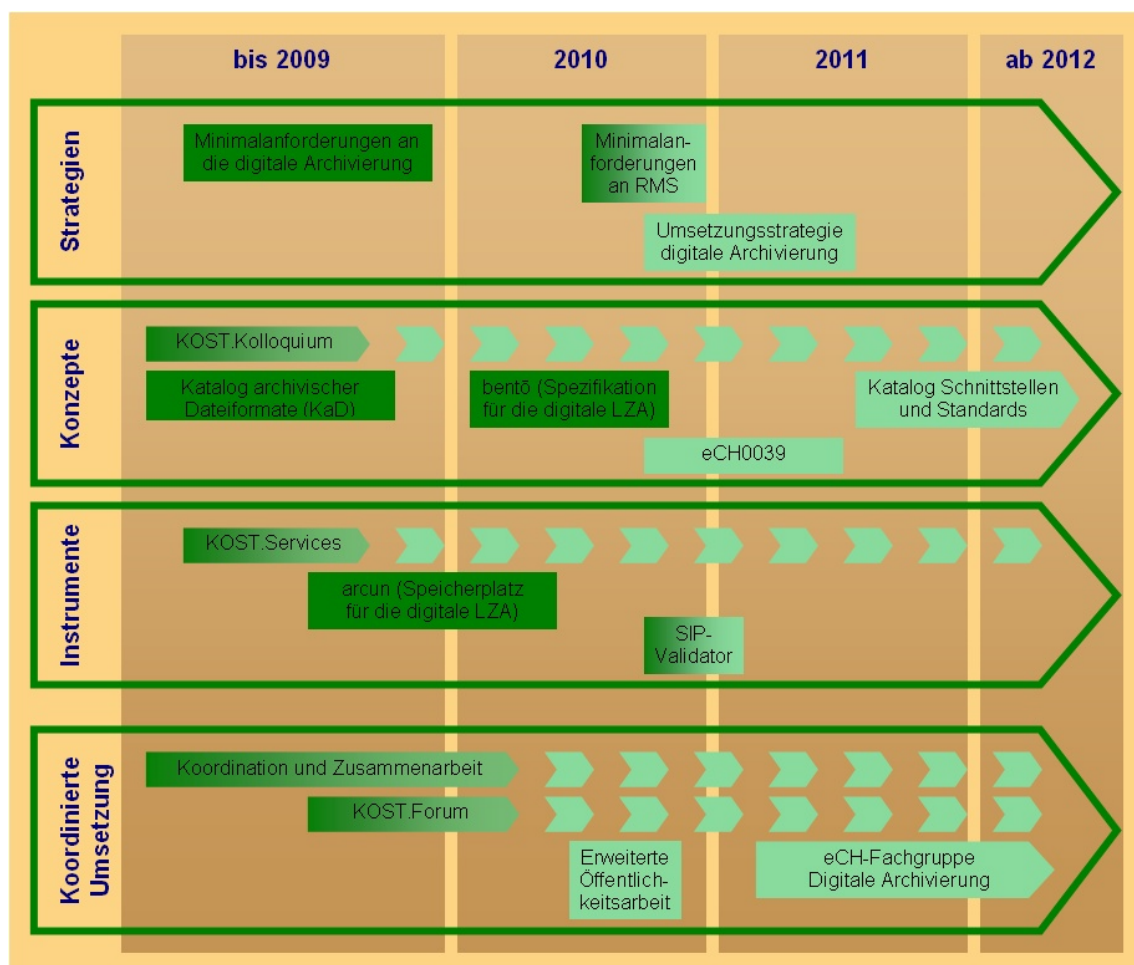 bis 2009
2010
2011
ab 2012
Strategien
Minimalanforderungen an
die digitale Archivierung
Minimalan-
forderungen
an RMS
Umsetzungsstrategie
digitale Archivierung
Konzepte
KOST.Kolloquium
Katalog archivischer
Dateiformate (KaD)
bentō (Spezifikation
für die digitale LZA)
Katalog Schnittstellen
und Standards
eCH0039
Instrumente
KOST.Services
arcun (Speicherplatz
für die digitale LZA)
SIP-
Validator
Koordinierte
Umsetzung
Koordination und Zusammenarbeit
KOST.Forum
Erweiterte
Öffentlich-
keitsarbeit
eCH-Fachgruppe
Digitale Archivierung